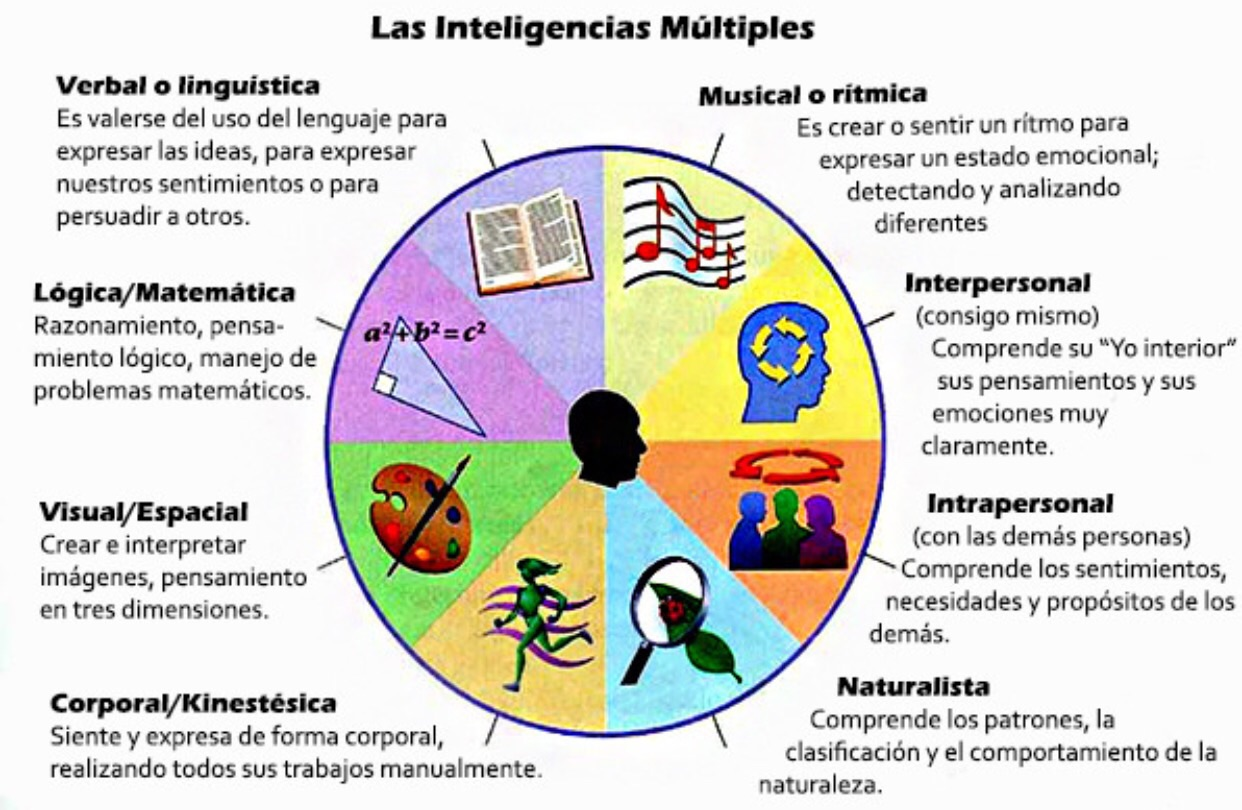 Las Inteligencias Múltiples
Verbal o linguística
Es valerse del uso del lenguaje para
expresar las ideas, para expresar
nuestros sentimientos o para
persuadir a otros.
Musical o rítmica
Es crear o sentir un rítmo para
expresar un estado emocional;
detectando y analizando
diferentes
Lógica/Matemática
Razonamiento, pensa-
miento lógico, manejo de
problemas matemáticos.
a²+b²=c²
Interpersonal
(consigo mismo)
Comprende su "Yo interior"
sus pensamientos y sus
emociones muy
claramente.
Visual/Espacial
Crear e interpretar
imágenes, pensamiento
en tres dimensiones.
Intrapersonal
(con las demás personas)
Comprende los sentimientos,
necesidades y propósitos de los
demás.
Corporal/Kinestésica
Siente y expresa de forma corporal,
realizando todos sus trabajos manualmente.
Naturalista
Comprende los patrones, la
clasificación y el comportamiento de la
naturaleza.